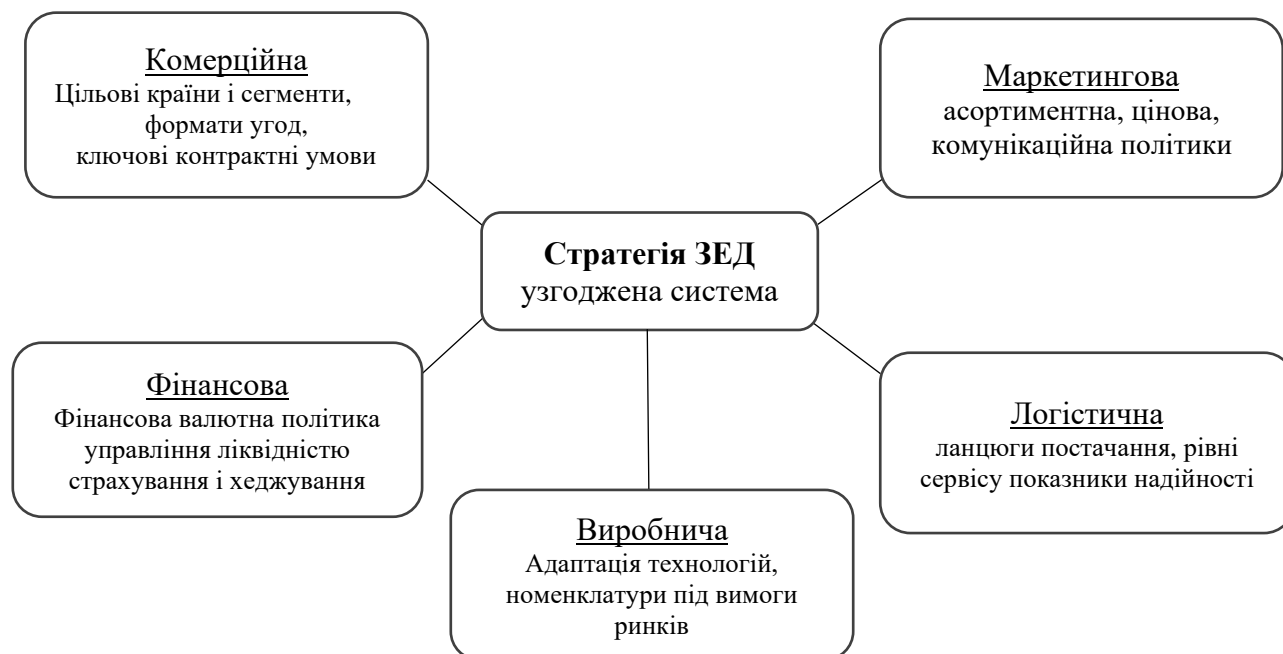 Комерційна
Цільові країни і сегменти,
формати угод,
ключові контрактні умови
Маркетингова
асортиментна, цінова,
комунікаційна політики
Стратегія ЗЕД
узгоджена система
Фінансова
Фінансова валютна політика
управління ліквідністю
страхування і хеджування
Логістична
ланцюги постачання, рівні
сервісу показники надійності
Виробнича
Адаптація технологій,
номенклатури під вимоги
ринків